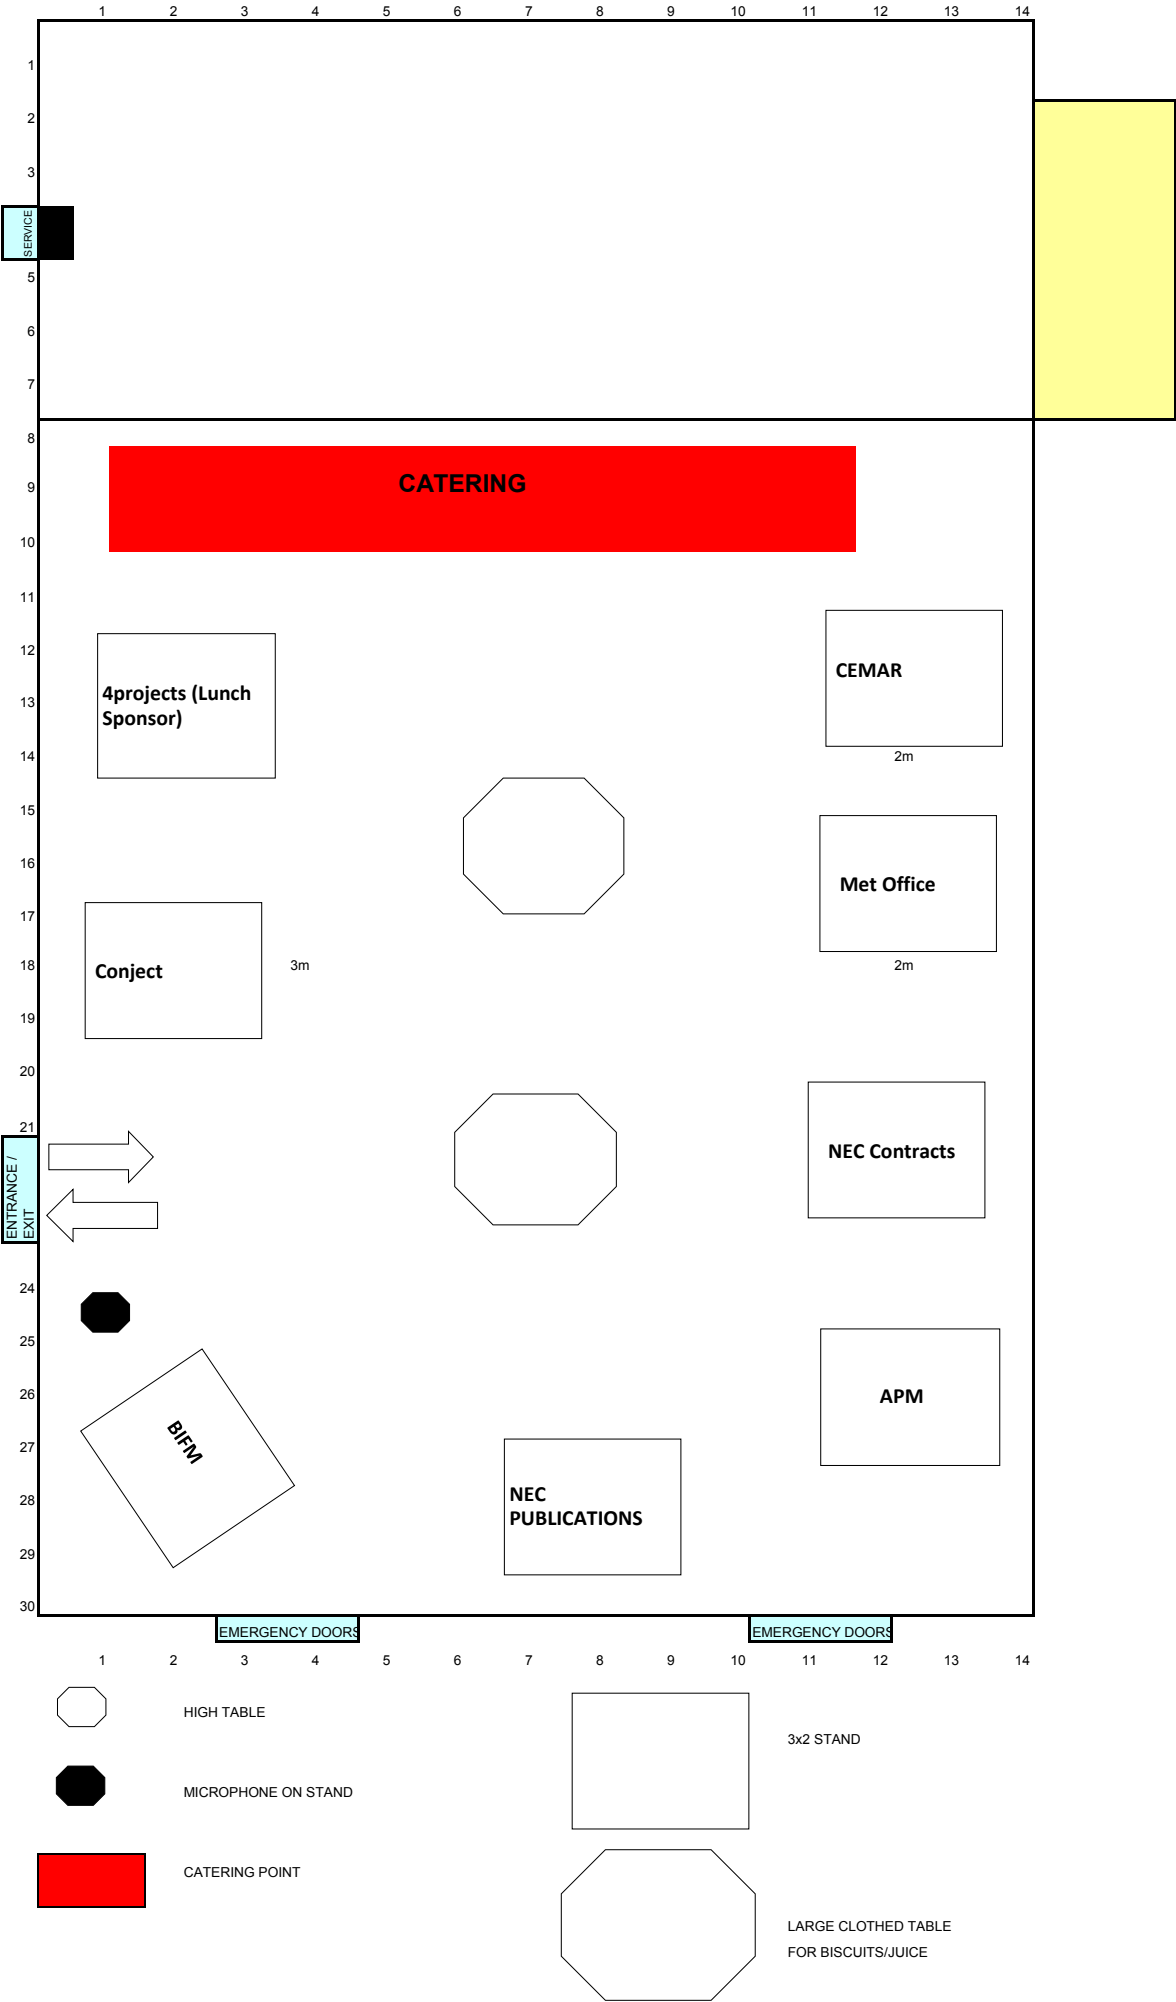 1 2 3 4 5 6 7 8 9 10 11 12 13 14
1
2
3
SERVICE
5
6
7
8
CATERING
9
10
11
12
CEMAR
4projects (Lunch
Sponsor)
13
14
2m
15
16
Met Office
17
18
Conject
3m
2m
19
20
21
ENTRANCE /
EXIT
NEC Contracts
24
25
26
APM
BIFM
27
28
NEC
PUBLICATIONS
29
30
EMERGENCY DOORS
EMERGENCY DOORS
1 2 3 4 5 6 7 8 9 10 11 12 13 14
HIGH TABLE
3x2 STAND
MICROPHONE ON STAND
CATERING POINT
LARGE CLOTHED TABLE
FOR BISCUITS/JUICE